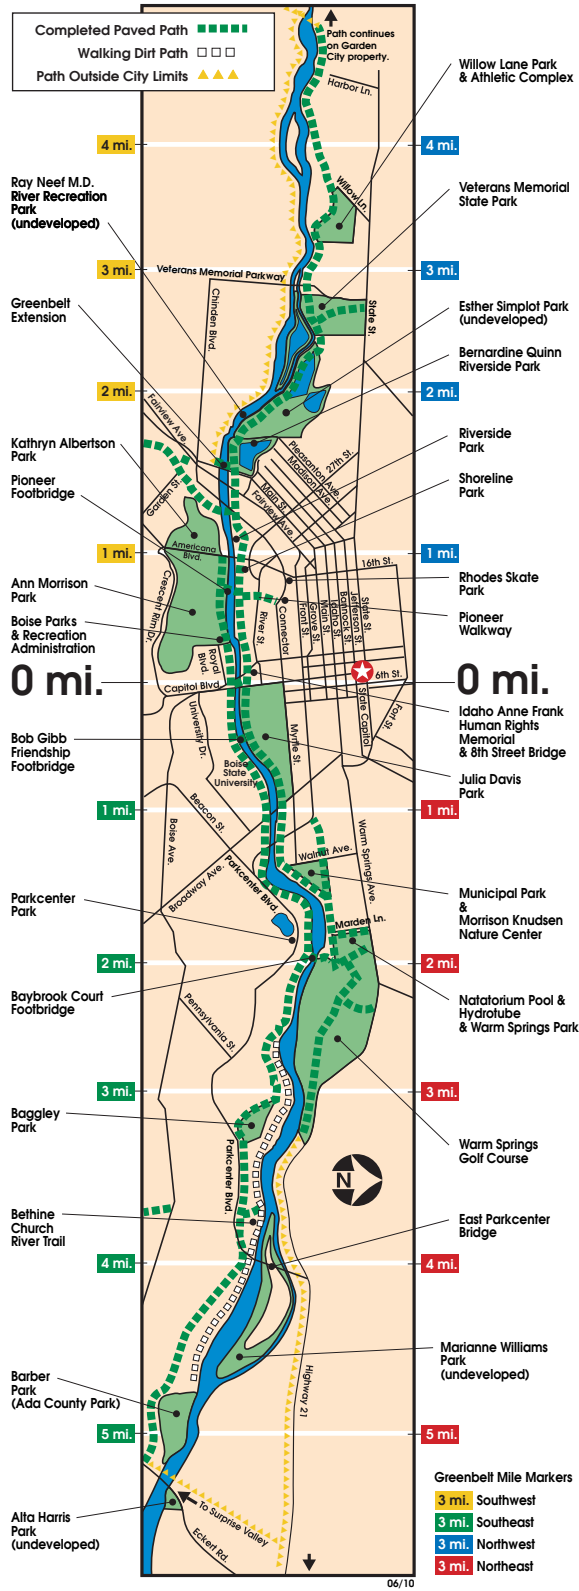 Completed Paved Path
Walking Dirt Path
Path Outside City Limits
Path continues
on Garden
City property.
Harbor Ln.
Willow Lane Park
& Athletic Complex
4 mi.
4 mi.
Ray Neef M.D.
River Recreation
Park
(undeveloped)
Willow Ln.
Veterans Memorial
State Park
3 mi.
3 mi.
Veterans Memorial Parkway
Chinden Blvd.
State St.
Greenbelt
Extension
Esther Simplot Park
(undeveloped)
Bernardine Quinn
Riverside Park
2 mi.
2 mi.
Fairview Ave.
Kathryn Albertson
Park
Riverside
Park
Pleasanton Ave.
Madison Ave.
27th St.
Main St.
Fairview Ave.
Garden St.
Pioneer
Footbridge
Shoreline
Park
1 mi.
1 mi.
Americana
Blvd.
16th St.
Ann Morrison
Park
Rhodes Skate
Park
Crescent Rim Dr.
River St.
Connector
Front St.
Grove St.
Main St.
Idaho St.
Bannock St.
Jefferson St.
State St.
Pioneer
Walkway
Boise Parks
& Recreation
Administration
Royal
Blvd.
0 mi.
0 mi.
Capitol Blvd.
6th St.
State Capitol
Fort St.
University Dr.
Idaho Anne Frank
Human Rights
Memorial
& 8th Street Bridge
Bob Gibb
Friendship
Footbridge
Myrtle St.
Boise
State
University
Julia Davis
Park
1 mi.
1 mi.
Beacon St.
Boise Ave.
Warm Springs Ave.
Walnut Ave.
Broadway Ave.
Parkcenter Blvd.
Parkcenter
Park
Municipal Park
&
Morrison Knudsen
Nature Center
Marden Ln.
2 mi.
2 mi.
Baybrook Court
Footbridge
Natatorium Pool &
Hydrotube
& Warm Springs Park
Pennsylvania St.
3 mi.
3 mi.
Baggley
Park
Warm Springs
Golf Course
Parkcenter Blvd.
N
Bethine
Church
River Trail
East Parkcenter
Bridge
4 mi.
4 mi.
Marianne Williams
Park
(undeveloped)
Highway 21
Barber
Park
(Ada County Park)
5 mi.
5 mi.
Alta Harris
Park
(undeveloped)
To Surprise Valley
Eckert Rd.
Greenbelt Mile Markers
3 mi. Southwest
3 mi. Southeast
3 mi. Northwest
3 mi. Northeast
06/10